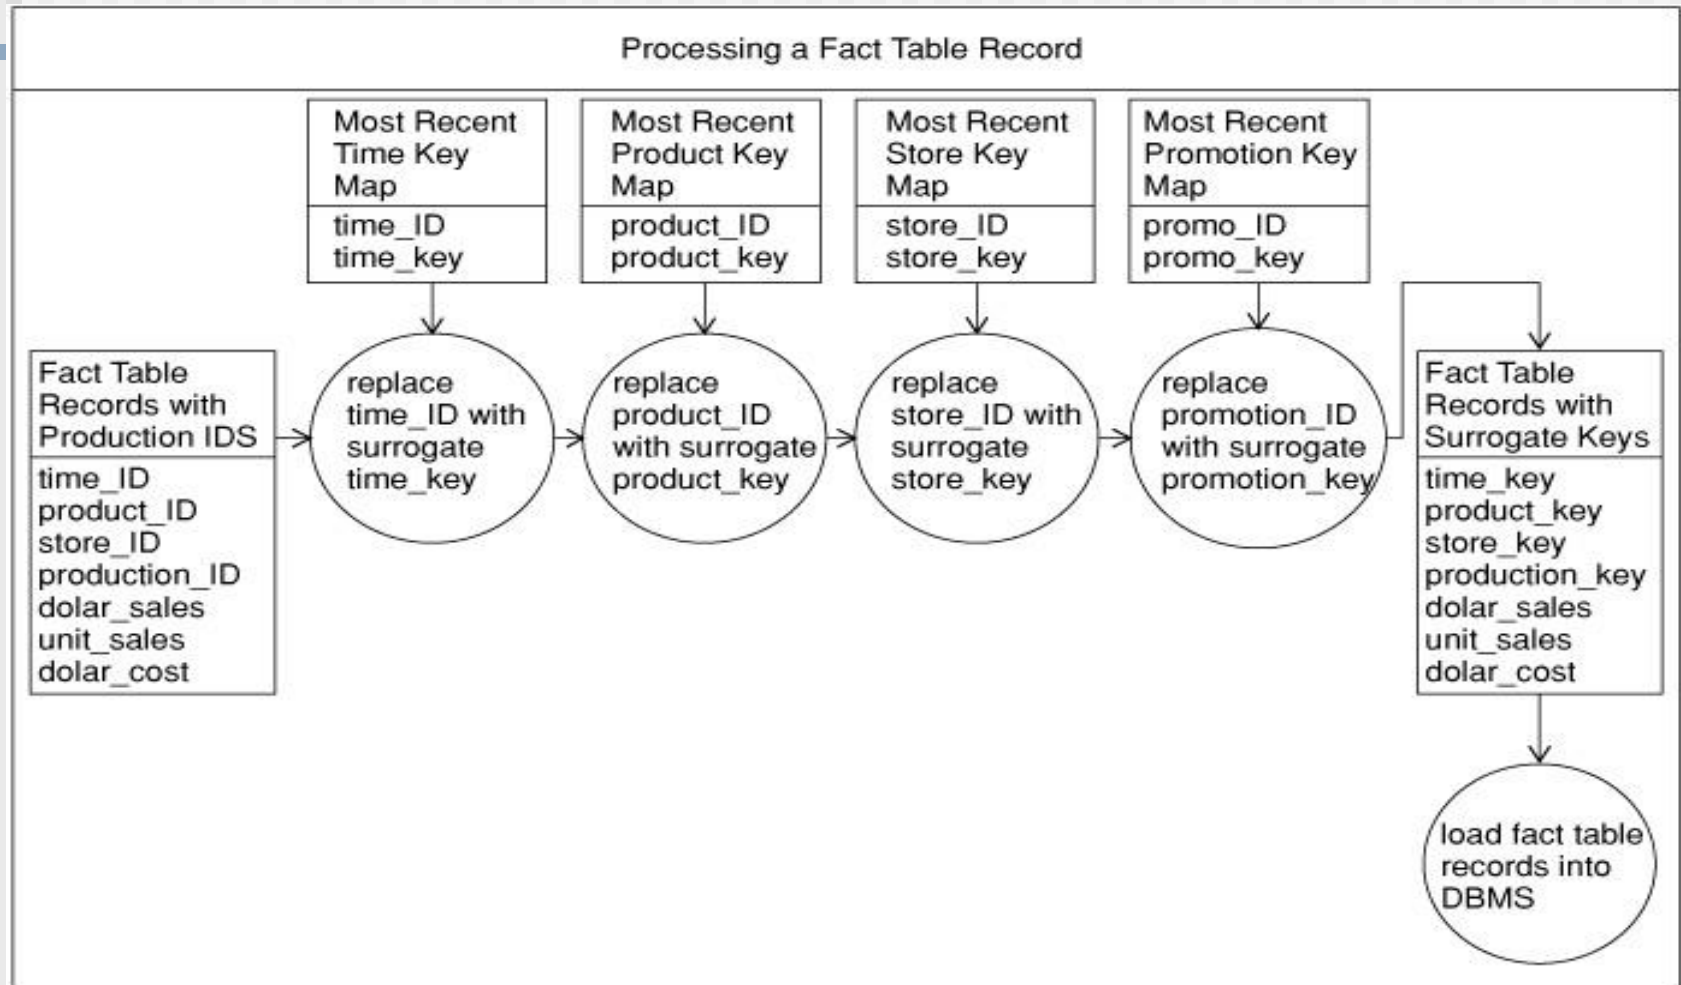 Processing a Fact Table Record
Most Recent
Time Key
Map
time_ID
time_key
Most Recent
Product Key
Map
product_ID
product_key
Most Recent
Store Key
Map
store_ID
store_key
Most Recent
Promotion Key
Map
promo_ID
promo_key
Fact Table
Records with
Production IDS
time_ID
product_ID
store_ID
production_ID
dolar_sales
unit_sales
dolar_cost
replace
time_ID with
surrogate
time_key
replace
product_ID
with surrogate
product_key
replace
store_ID with
surrogate
store_key
replace
promotion_ID
with surrogate
promotion_key
Fact Table
Records with
Surrogate Keys
time_key
product_key
store_key
production_key
dolar_sales
unit_sales
dolar_cost
load fact table
records into
DBMS